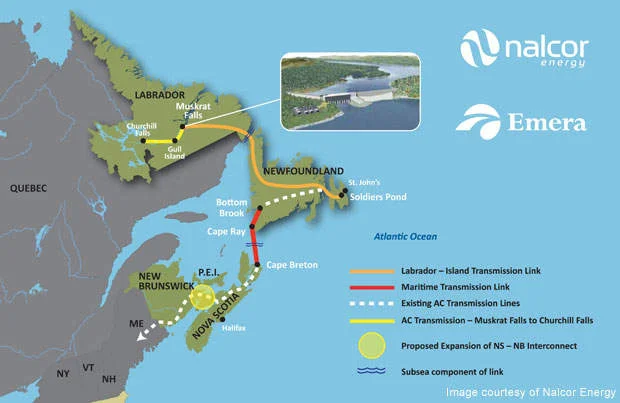 nalcor
energy
Emera
LABRADOR
Muskrat
Falls
Churchill
Falls
Gull
Island
QUEBEC
NEWFOUNDLAND
St. John's
Soldiers Pond
Bottom
Brook
Cape Ray
Atlantic Ocean
Cape Breton
P.E.I.
NEW
BRUNSWICK
NOVA SCOTIA
Halifax
ME
NY
VT
NH
Labrador – Island Transmission Link
Maritime Transmission Link
Existing AC Transmission Lines
AC Transmission – Muskrat Falls to Churchill Falls
Proposed Expansion of NS – NB Interconnect
Subsea component of link
Image courtesy of Nalcor Energy